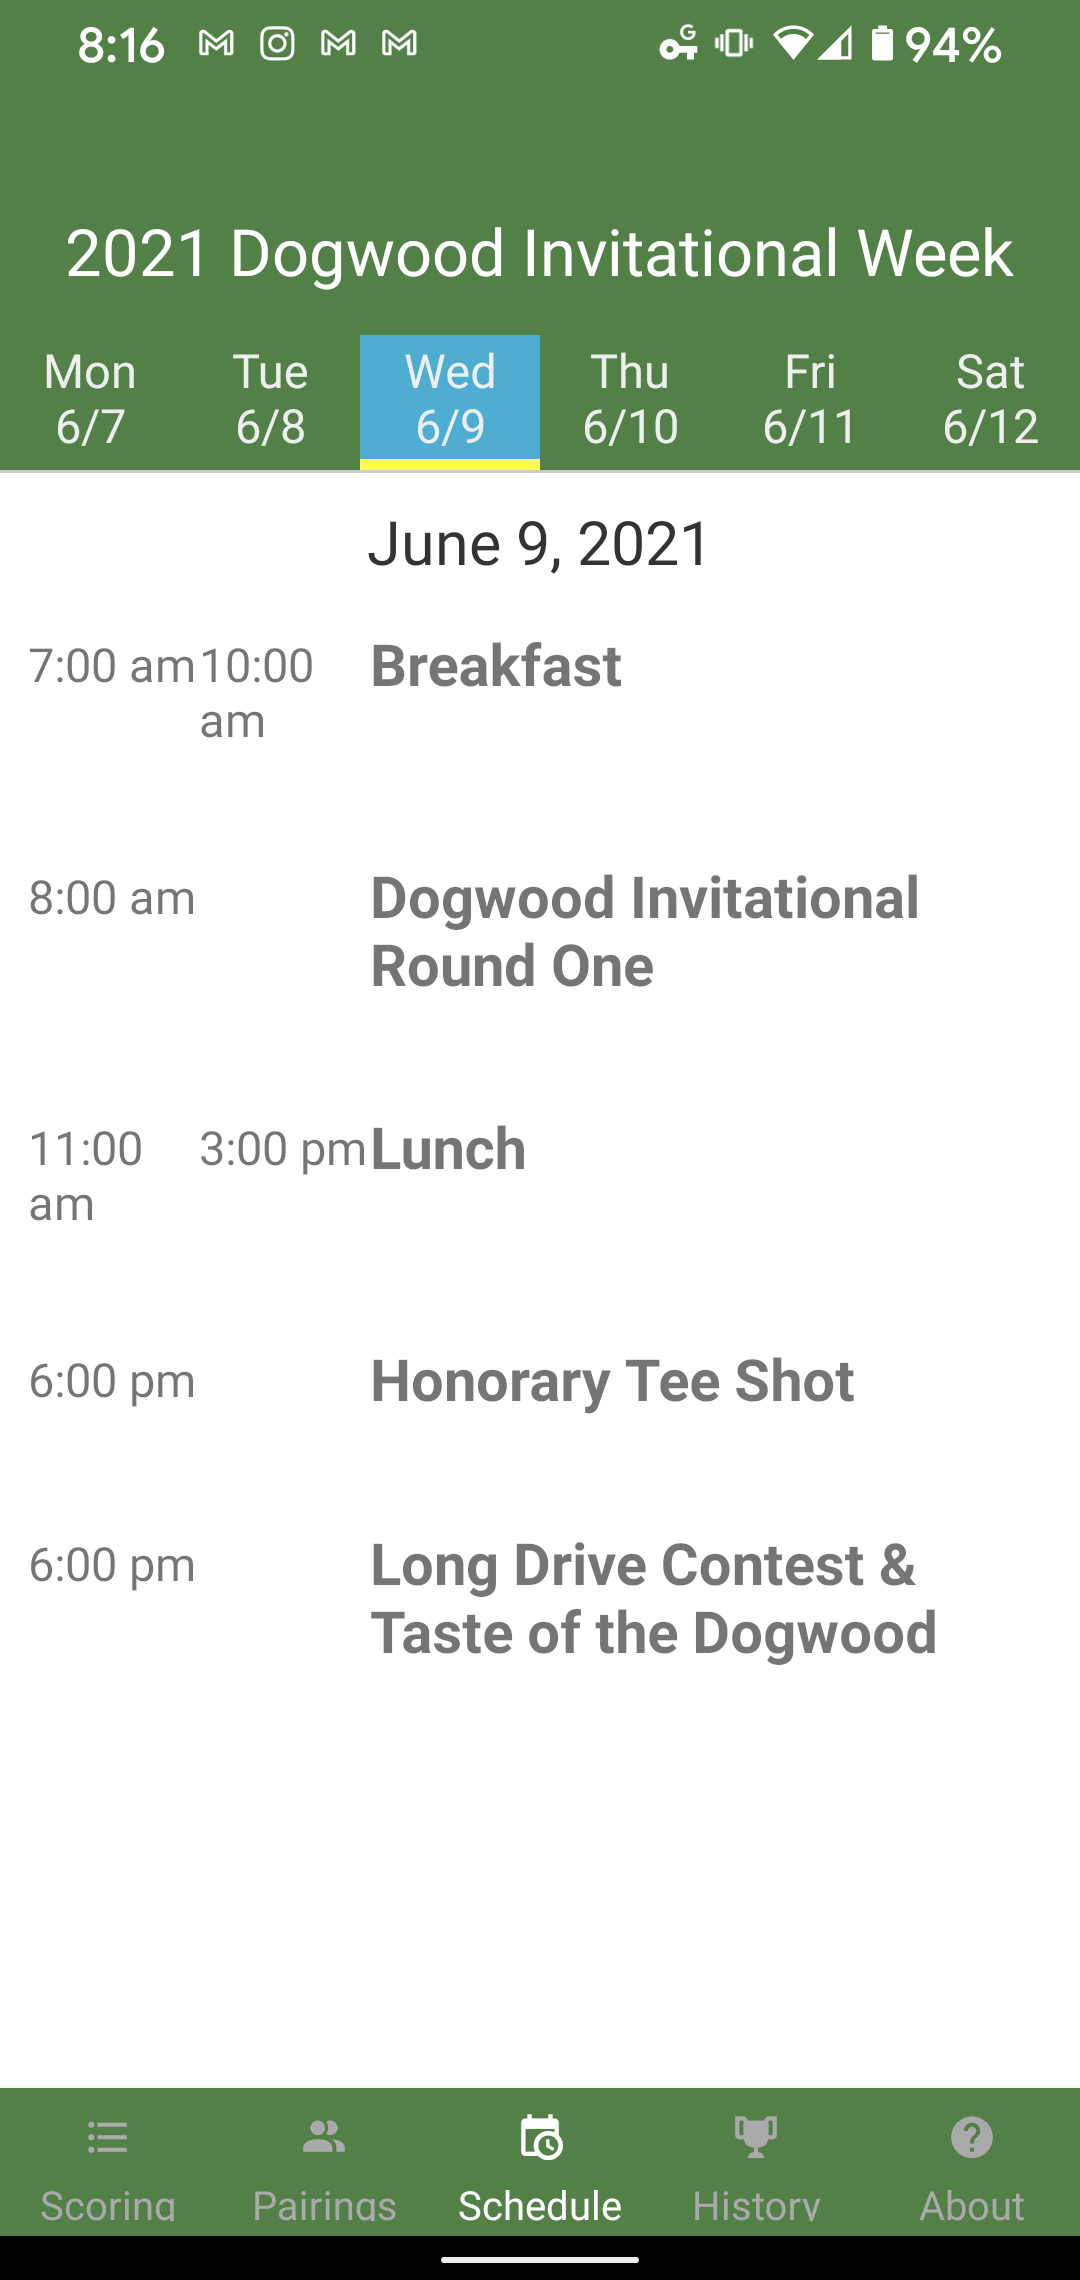 8:16 94%
2021 Dogwood Invitational Week
Mon Tue Wed Thu Fri Sat
6/7 6/8 6/9 6/10 6/11 6/12
June 9, 2021
7:00 am 10:00 Breakfast
am
8:00 am Dogwood Invitational
Round One
11:00 3:00 pm Lunch
am
6:00 pm Honorary Tee Shot
6:00 pm Long Drive Contest &
Taste of the Dogwood
Scoring Pairings Schedule History About